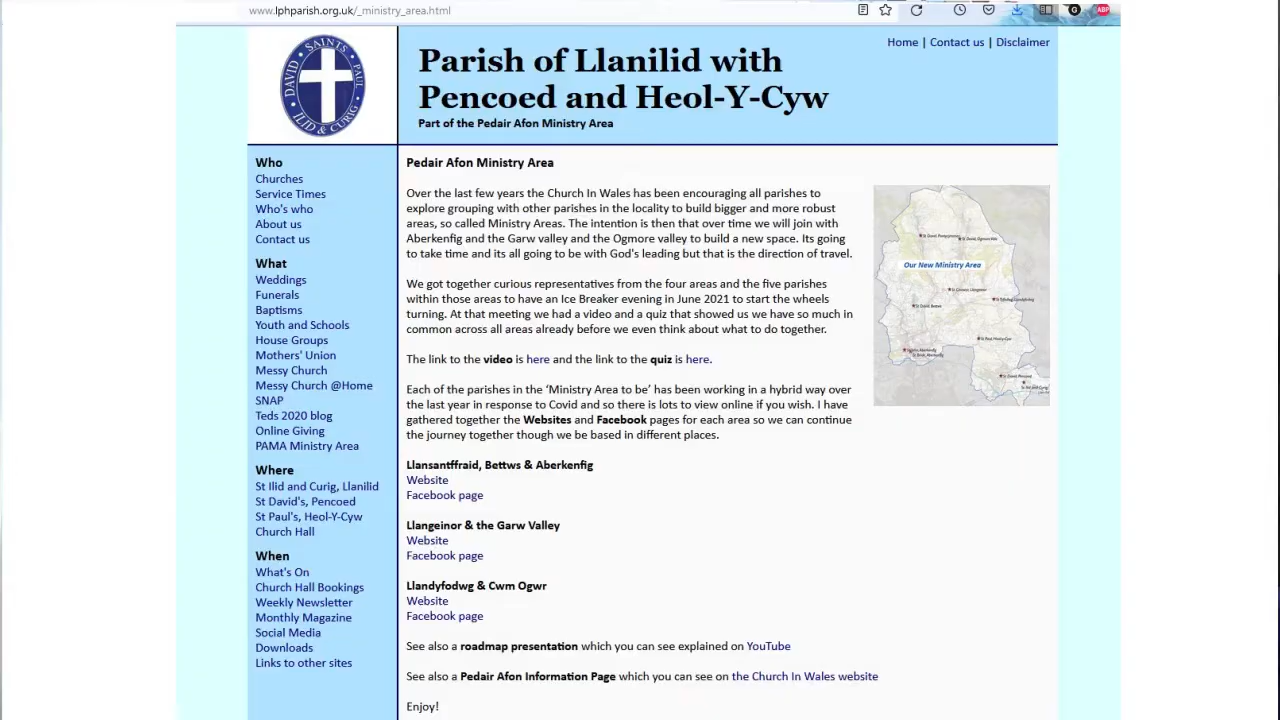 www.lphparish.org.uk/_ministry_area.html
Home | Contact us | Disclaimer
DAVID SAINTS PAUL ILID & CURIG
Parish of Llanilid with
Pencoed and Heol-Y-Cyw
Part of the Pedair Afon Ministry Area
Who
Churches
Service Times
Who's who
About us
Contact us
What
Weddings
Funerals
Baptisms
Youth and Schools
House Groups
Mothers' Union
Messy Church
Messy Church @Home
SNAP
Teds 2020 blog
Online Giving
PAMA Ministry Area
Where
St Ilid and Curig, Llanilid
St David's, Pencoed
St Paul's, Heol-Y-Cyw
Church Hall
When
What's On
Church Hall Bookings
Weekly Newsletter
Monthly Magazine
Social Media
Downloads
Links to other sites
Pedair Afon Ministry Area
Over the last few years the Church In Wales has been encouraging all parishes to
explore grouping with other parishes in the locality to build bigger and more robust
areas, so called Ministry Areas. The intention is then that over time we will join with
Aberkenfig and the Garw valley and the Ogmore valley to build a new space. Its going
to take time and its all going to be with God's leading but that is the direction of travel.
We got together curious representatives from the four areas and the five parishes
within those areas to have an Ice Breaker evening in June 2021 to start the wheels
turning. At that meeting we had a video and a quiz that showed us we have so much in
common across all areas already before we even think about what to do together.
The link to the video is here and the link to the quiz is here.
Each of the parishes in the ‘Ministry Area to be’ has been working in a hybrid way over
the last year in response to Covid and so there is lots to view online if you wish. I have
gathered together the Websites and Facebook pages for each area so we can continue
the journey together though we be based in different places.
Llansantffraid, Bettws & Aberkenfig
Website
Facebook page
Llangeinor & the Garw Valley
Website
Facebook page
Llandyfodwg & Cwm Ogwr
Website
Facebook page
See also a roadmap presentation which you can see explained on YouTube
See also a Pedair Afon Information Page which you can see on the Church In Wales website
Enjoy!
Our New Ministry Area
ABP
G